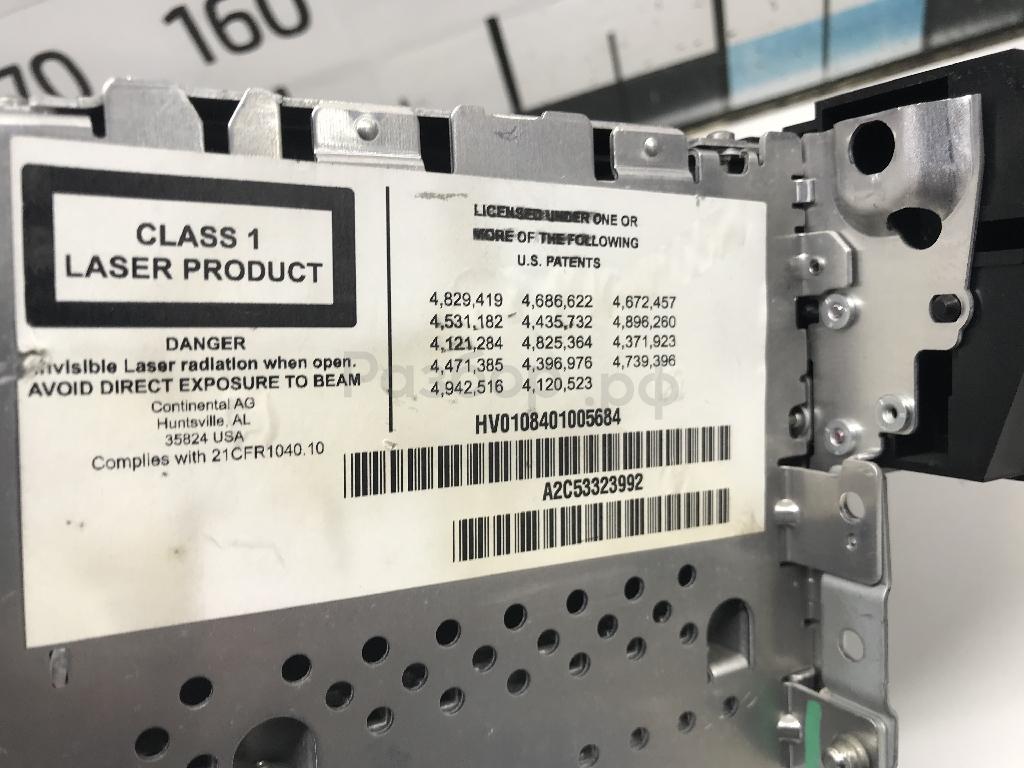 70
160
CLASS 1
LASER PRODUCT
DANGER
Invisible Laser radiation when open.
AVOID DIRECT EXPOSURE TO BEAM
Continental AG
Huntsville, AL
35824 USA
Complies with 21CFR1040.10
LICENSED UNDER ONE OR
MORE OF THE FOLLOWING
U.S. PATENTS
4,829,419 4,686,622 4,672,457
4,531,182 4,435,732 4,896,260
4,121,284 4,825,364 4,371,923
4,471,385 4,396,976 4,739,396
4,942,516 4,120,523
HV0108401005684
A2C53323992
Разбор.рф